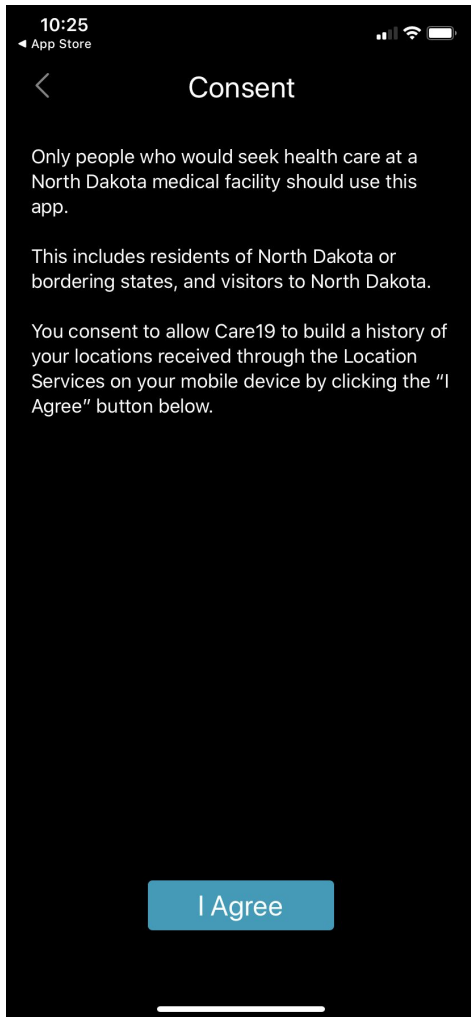 10:25
◀ App Store
Consent
Only people who would seek health care at a
North Dakota medical facility should use this
app.
This includes residents of North Dakota or
bordering states, and visitors to North Dakota.
You consent to allow Care19 to build a history of
your locations received through the Location
Services on your mobile device by clicking the “I
Agree” button below.
I Agree